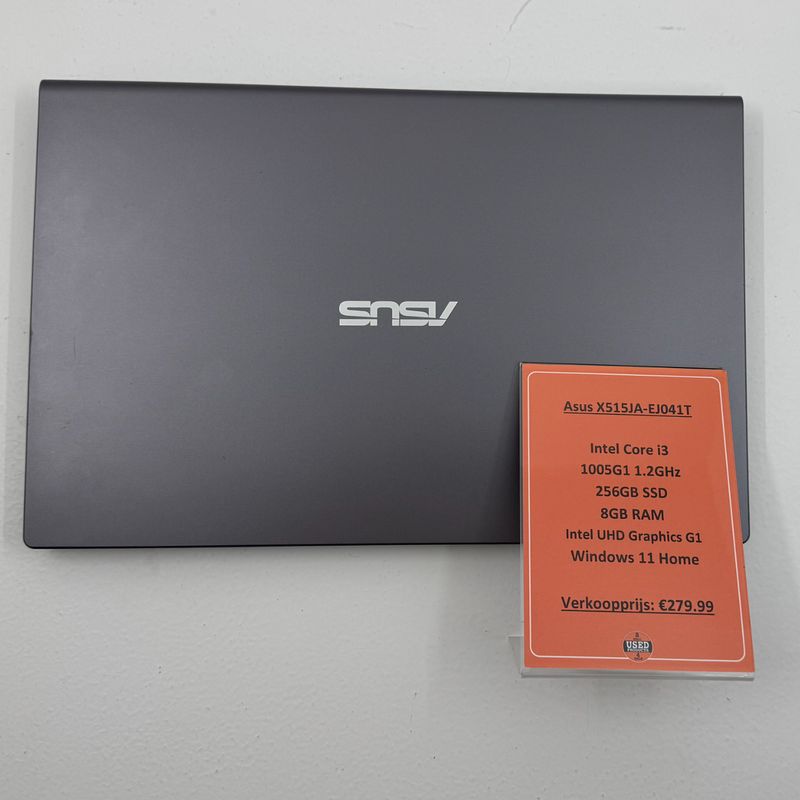 ASUS
Asus X515JA-EJ041T
Intel Core i3
1005G1 1.2GHz
256GB SSD
8GB RAM
Intel UHD Graphics G1
Windows 11 Home
Verkoopprijs: €279.99
USED
PRODUCTS